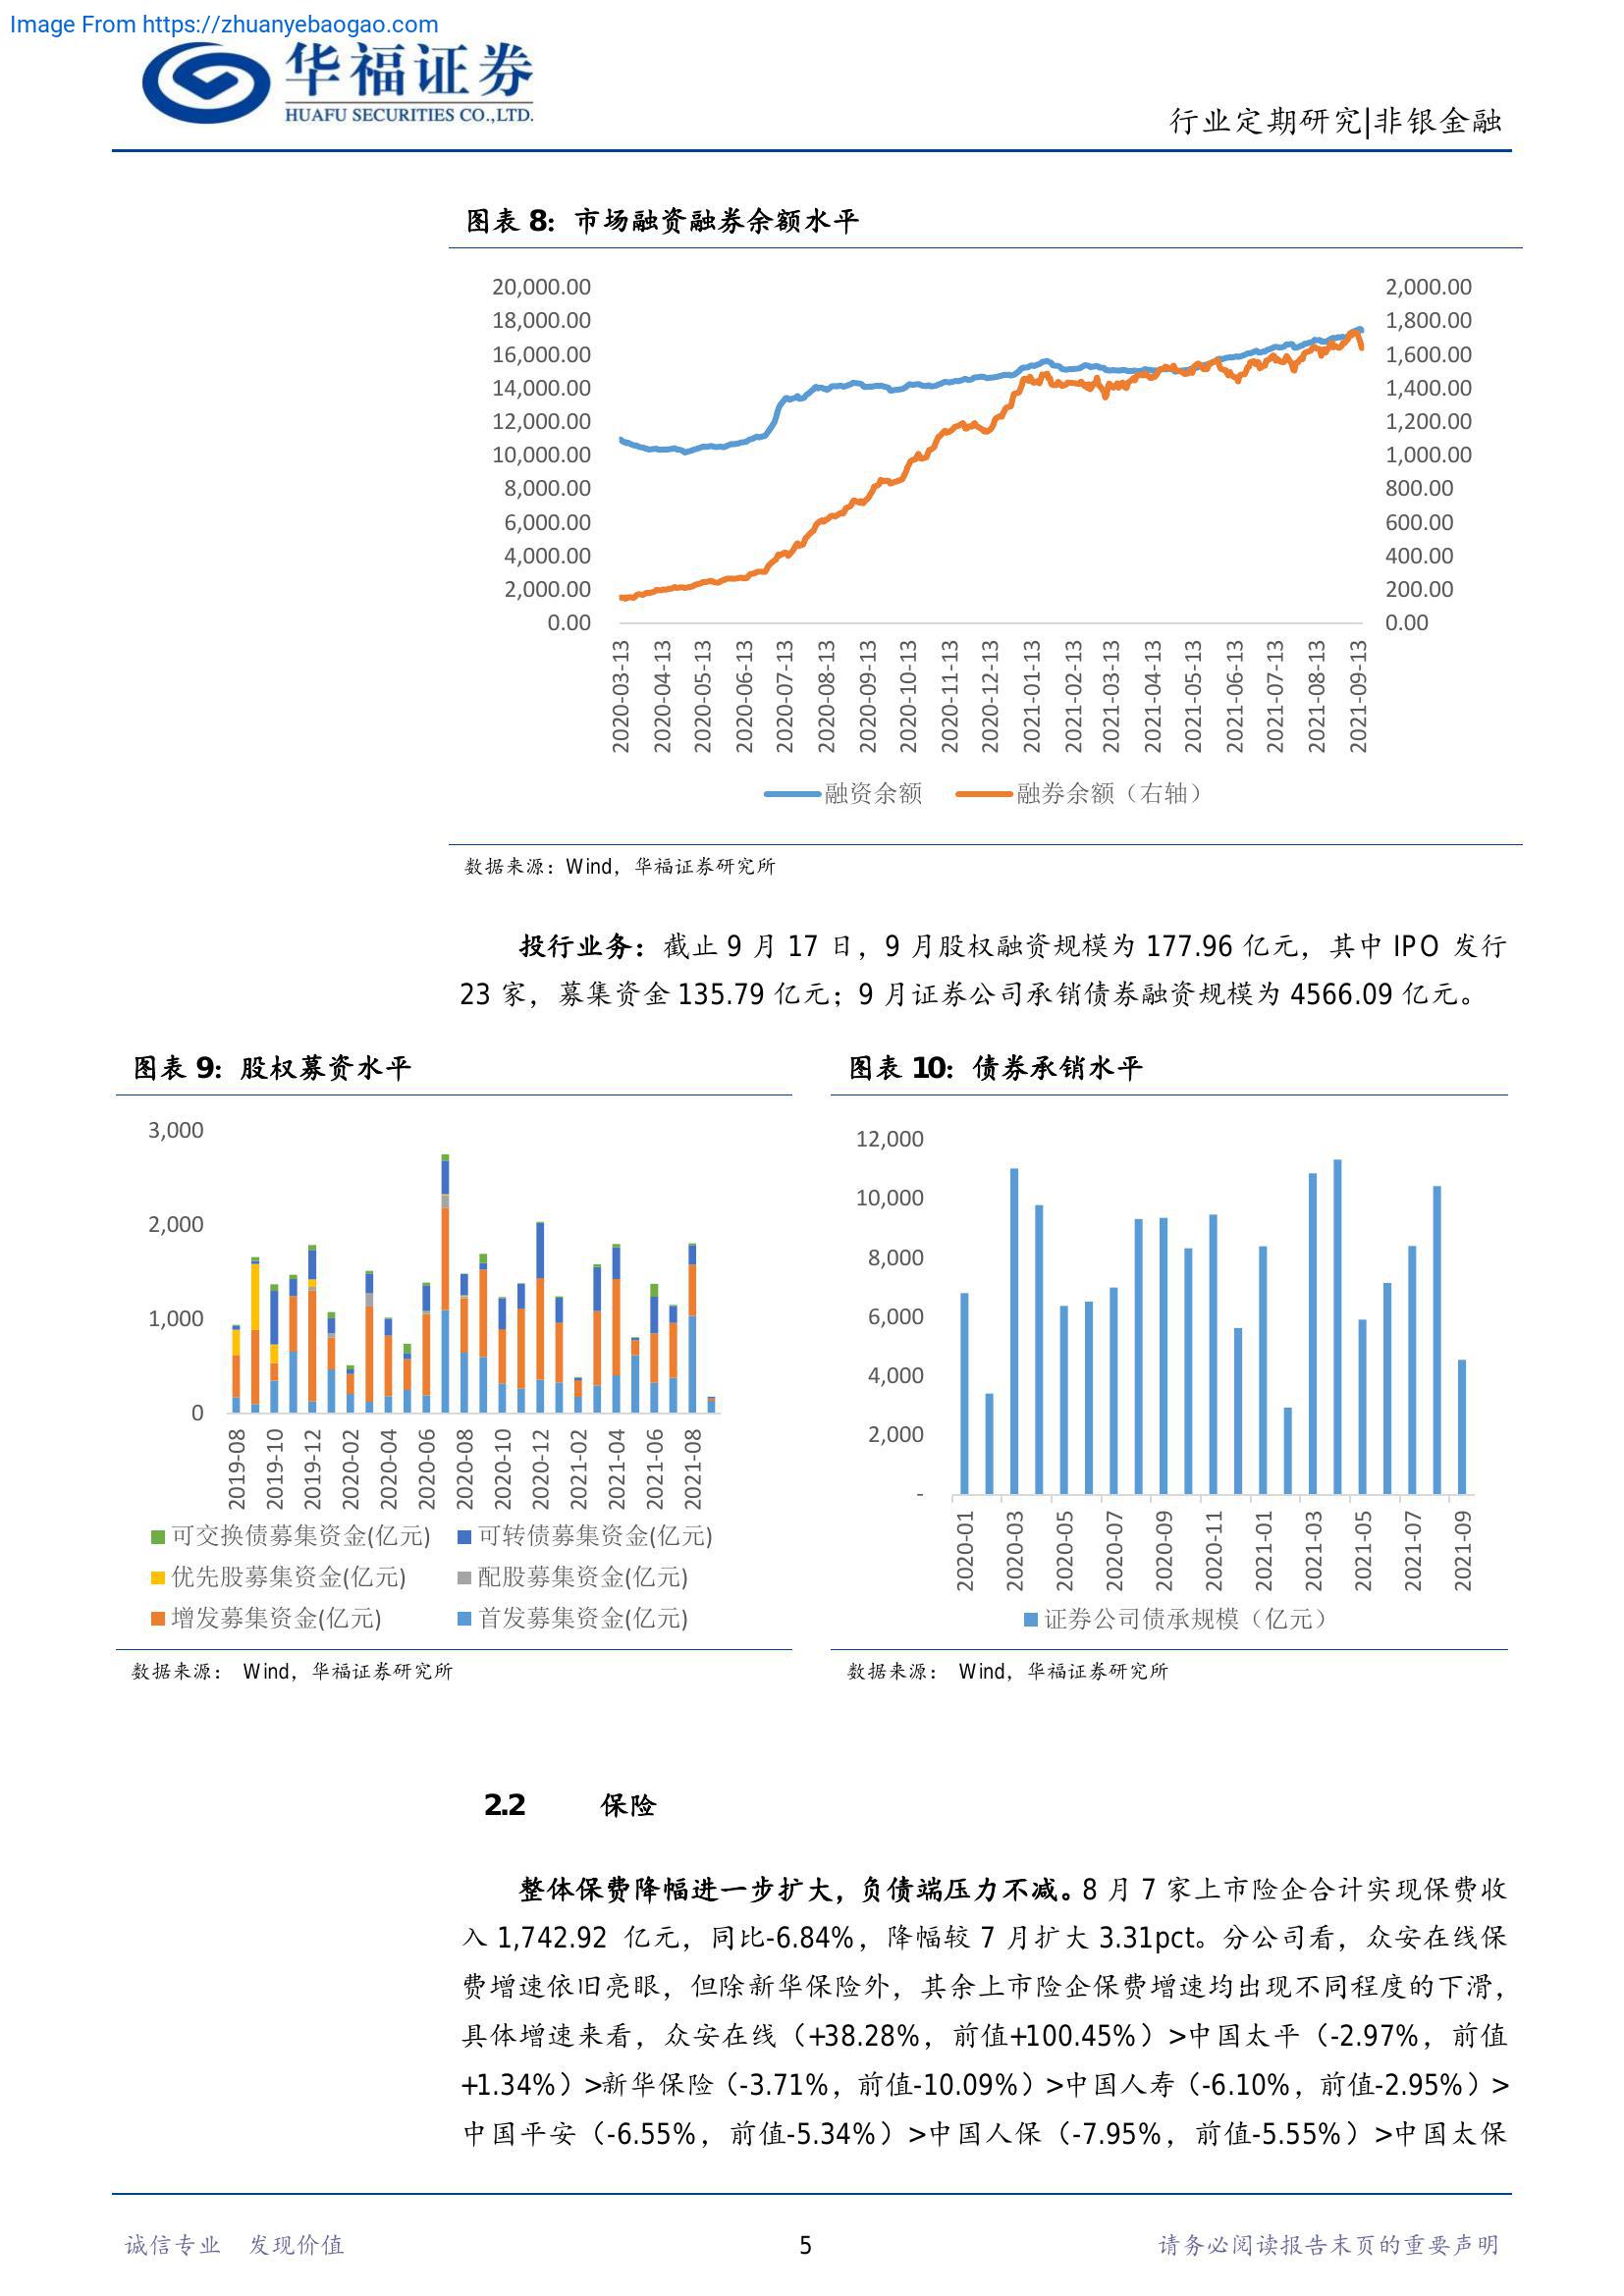 Image From https://zhuanyebaogao.com
华福证券
HUAFU SECURITIES CO.,LTD.
行业定期研究|非银金融
图表 8：市场融资融券余额水平
20,000.00
18,000.00
16,000.00
14,000.00
12,000.00
10,000.00
8,000.00
6,000.00
4,000.00
2,000.00
0.00
2,000.00
1,800.00
1,600.00
1,400.00
1,200.00
1,000.00
800.00
600.00
400.00
200.00
0.00
2020-03-13
2020-04-13
2020-05-13
2020-06-13
2020-07-13
2020-08-13
2020-09-13
2020-10-13
2020-11-13
2020-12-13
2021-01-13
2021-02-13
2021-03-13
2021-04-13
2021-05-13
2021-06-13
2021-07-13
2021-08-13
2021-09-13
融资余额 融券余额（右轴）
数据来源：Wind，华福证券研究所
投行业务：截止 9 月 17 日，9 月股权融资规模为 177.96 亿元，其中 IPO 发行
23 家，募集资金 135.79 亿元；9 月证券公司承销债券融资规模为 4566.09 亿元。
图表 9：股权募资水平
3,000
2,000
1,000
0
2019-08
2019-10
2019-12
2020-02
2020-04
2020-06
2020-08
2020-10
2020-12
2021-02
2021-04
2021-06
2021-08
可交换债募集资金(亿元) 可转债募集资金(亿元)
优先股募集资金(亿元) 配股募集资金(亿元)
增发募集资金(亿元) 首发募集资金(亿元)
数据来源： Wind，华福证券研究所
图表 10：债券承销水平
12,000
10,000
8,000
6,000
4,000
2,000
-
2020-01
2020-03
2020-05
2020-07
2020-09
2020-11
2021-01
2021-03
2021-05
2021-07
2021-09
证券公司债承规模（亿元）
数据来源： Wind，华福证券研究所
2.2 保险
整体保费降幅进一步扩大，负债端压力不减。8 月 7 家上市险企合计实现保费收
入 1,742.92 亿元，同比-6.84%，降幅较 7 月扩大 3.31pct。分公司看，众安在线保
费增速依旧亮眼，但除新华保险外，其余上市险企保费增速均出现不同程度的下滑，
具体增速来看，众安在线（+38.28%，前值+100.45%）>中国太平（-2.97%，前值
+1.34%）>新华保险（-3.71%，前值-10.09%）>中国人寿（-6.10%，前值-2.95%）>
中国平安（-6.55%，前值-5.34%）>中国人保（-7.95%，前值-5.55%）>中国太保
诚信专业 发现价值
5
请务必阅读报告末页的重要声明